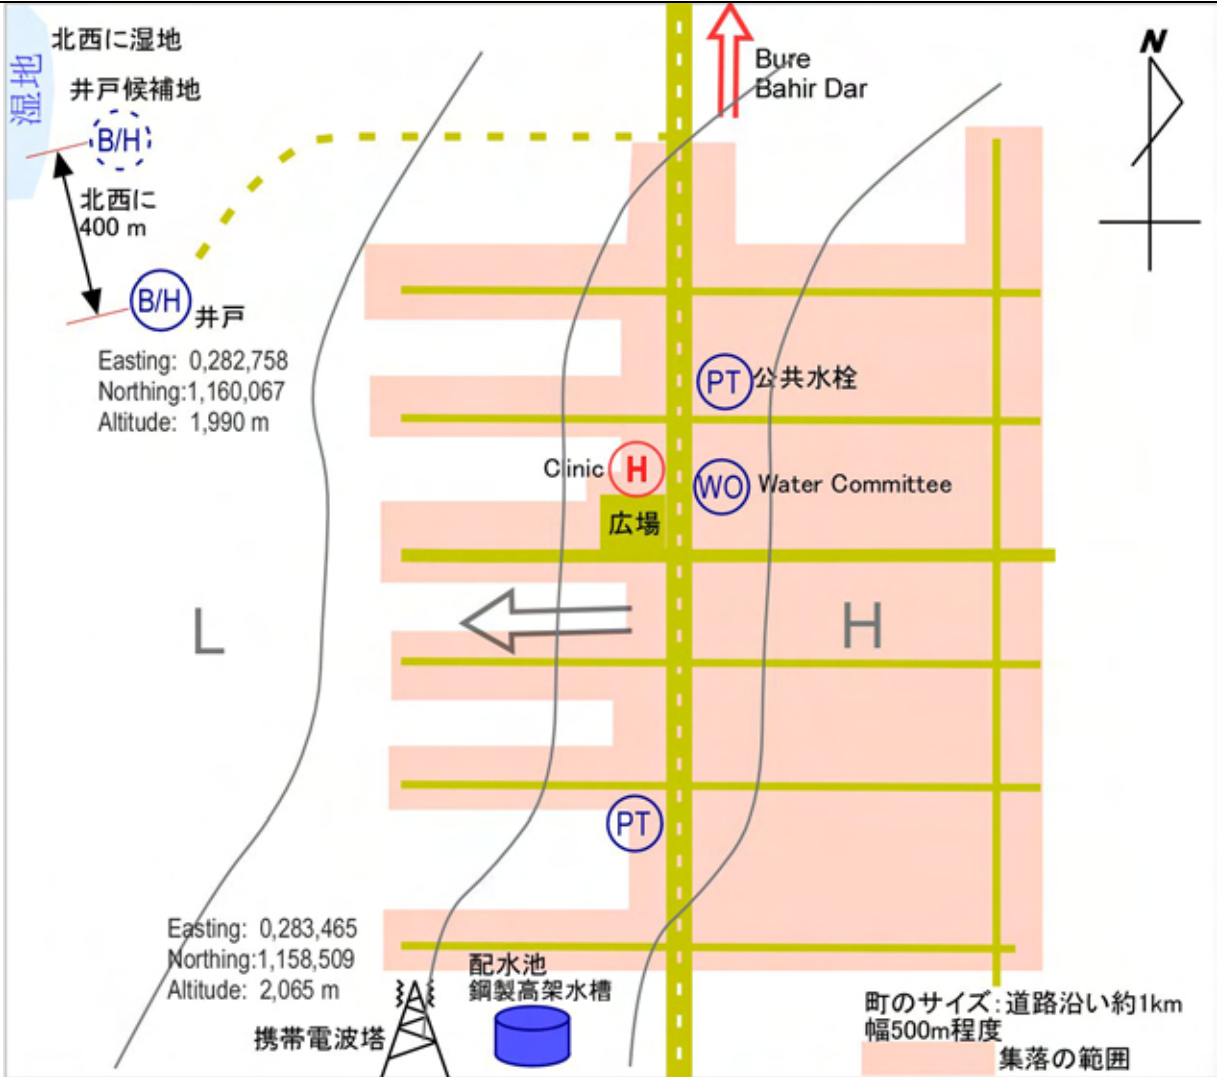 北西に湿地
湿地
井戸候補地
B/H
北西に
400 m
B/H
井戸
Easting: 0,282,758
Northing:1,160,067
Altitude: 1,990 m
Bure
Bahir Dar
N
PT
公共水栓
Clinic
H
WO
Water Committee
広場
L
H
PT
Easting: 0,283,465
Northing:1,158,509
Altitude: 2,065 m
携帯電波塔
配水池
鋼製高架水槽
町のサイズ:道路沿い約1km
幅500m程度
集落の範囲